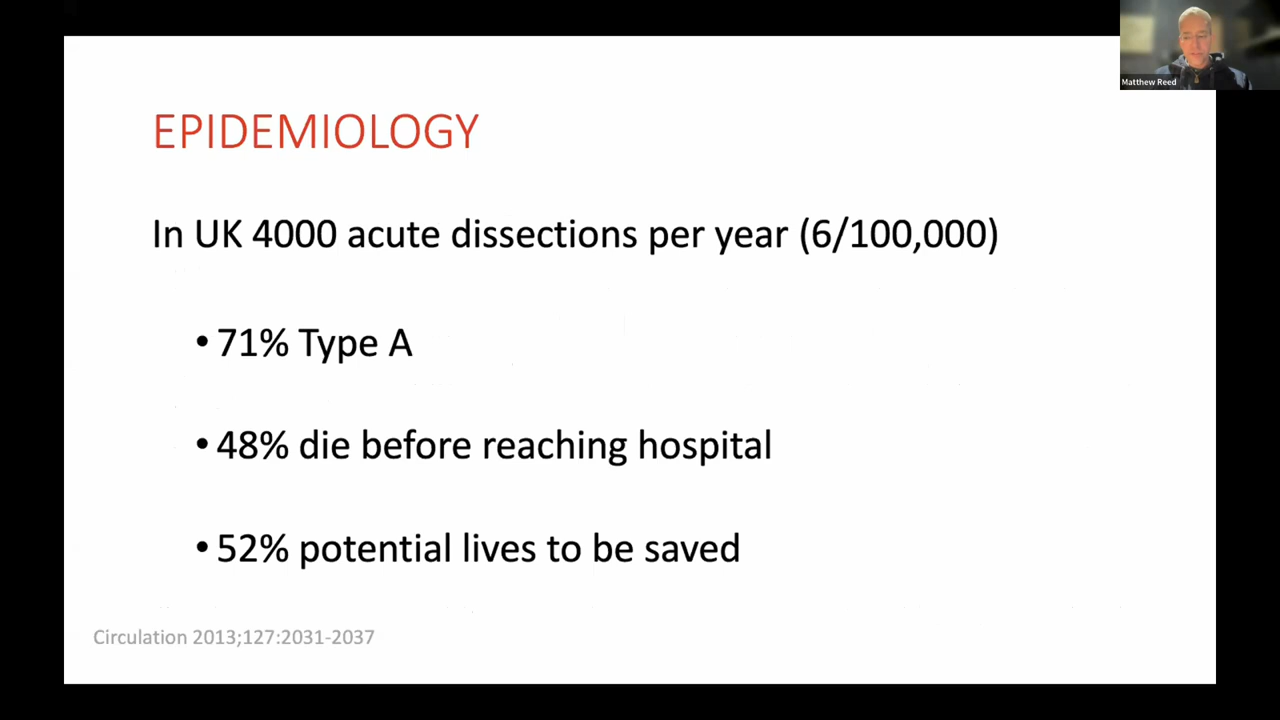 Matthew Reed
EPIDEMIOLOGY
In UK 4000 acute dissections per year (6/100,000)
• 71% Type A
• 48% die before reaching hospital
• 52% potential lives to be saved
Circulation 2013;127:2031-2037